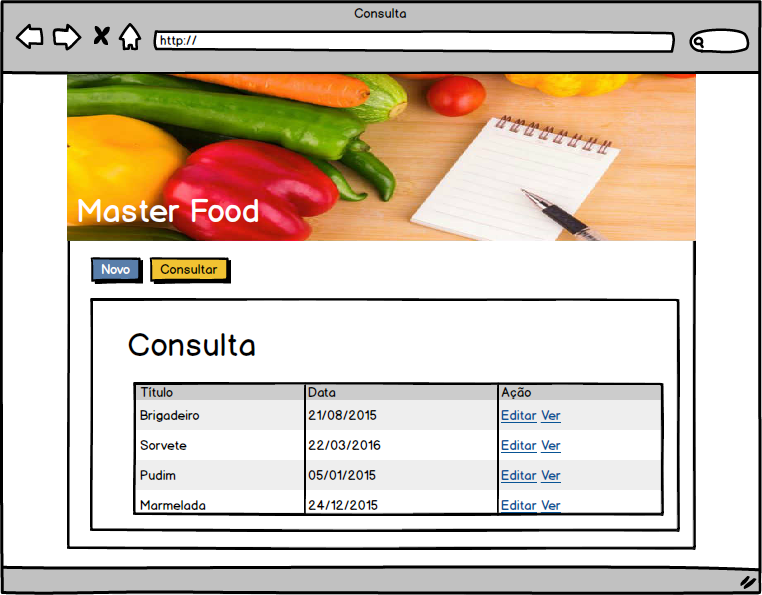 Consulta
http://
Master Food
Novo Consultar
Consulta
Título Data Ação
Brigadeiro 21/08/2015 Editar Ver
Sorvete 22/03/2016 Editar Ver
Pudim 05/01/2015 Editar Ver
Marmelada 24/12/2015 Editar Ver